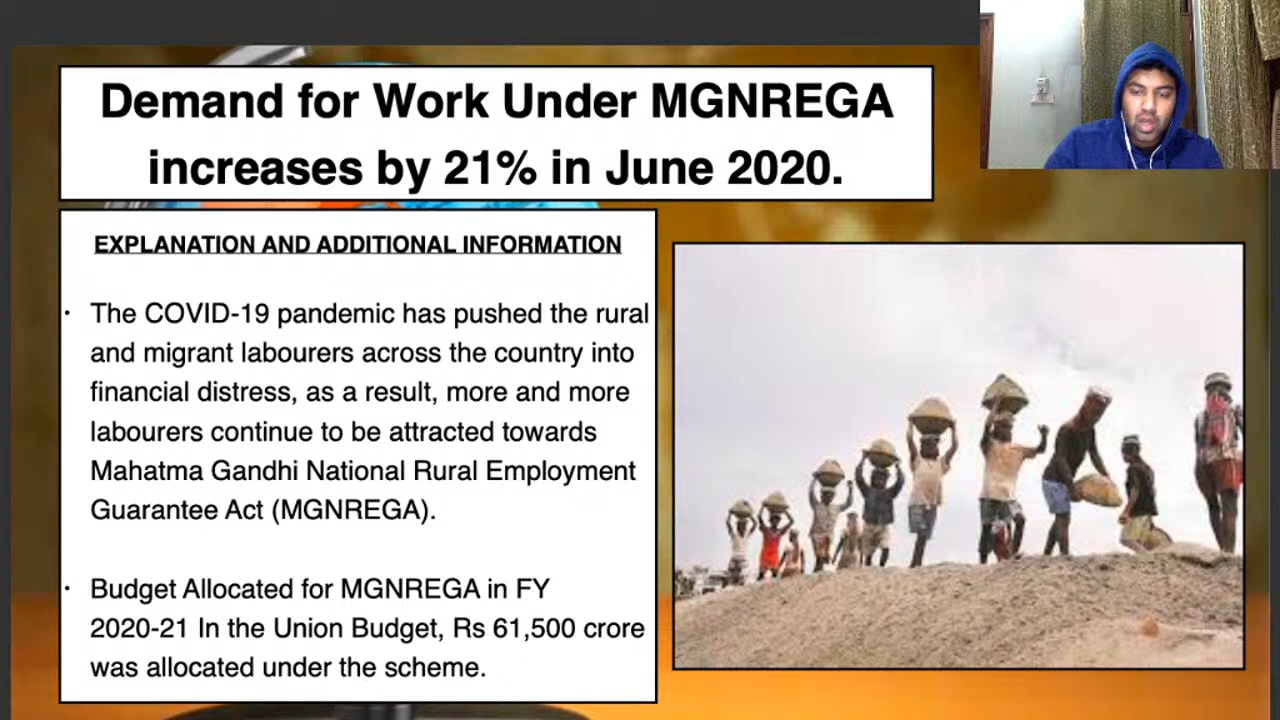 Demand for Work Under MGNREGA
increases by 21% in June 2020.
EXPLANATION AND ADDITIONAL INFORMATION
• The COVID-19 pandemic has pushed the rural
and migrant labourers across the country into
financial distress, as a result, more and more
labourers continue to be attracted towards
Mahatma Gandhi National Rural Employment
Guarantee Act (MGNREGA).
• Budget Allocated for MGNREGA in FY
2020-21 In the Union Budget, Rs 61,500 crore
was allocated under the scheme.